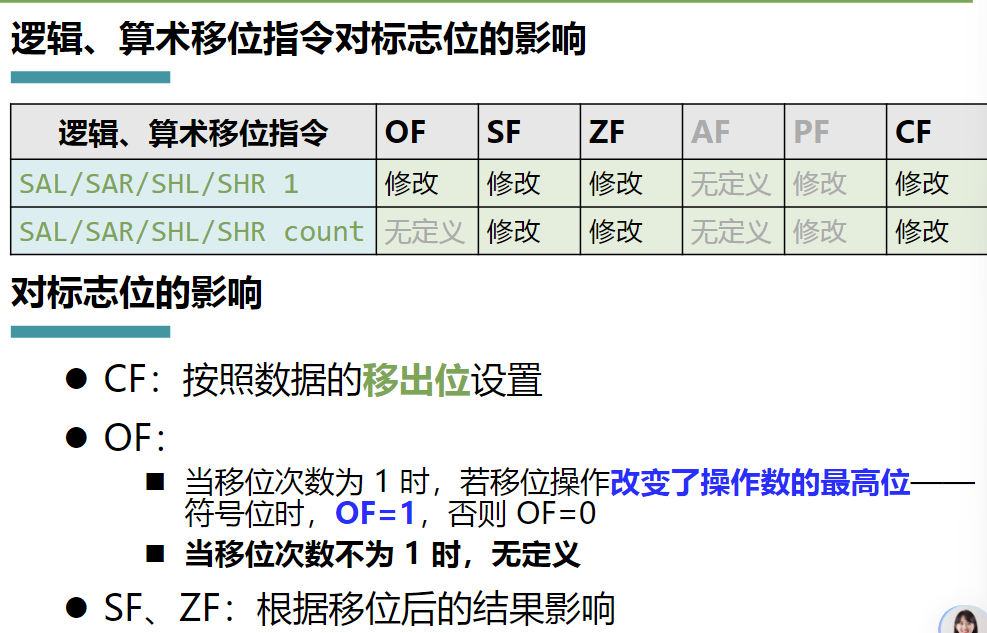 逻辑、算术移位指令对标志位的影响
逻辑、算术移位指令 OF SF ZF AF PF CF
SAL/SAR/SHL/SHR 1 修改 修改 修改 无定义 修改 修改
SAL/SAR/SHL/SHR count 无定义 修改 修改 无定义 修改 修改
对标志位的影响
● CF：按照数据的移出位设置
● OF：
■ 当移位次数为 1 时，若移位操作改变了操作数的最高位——
符号位时，OF=1，否则 OF=0
■ 当移位次数不为 1 时，无定义
● SF、ZF：根据移位后的结果影响